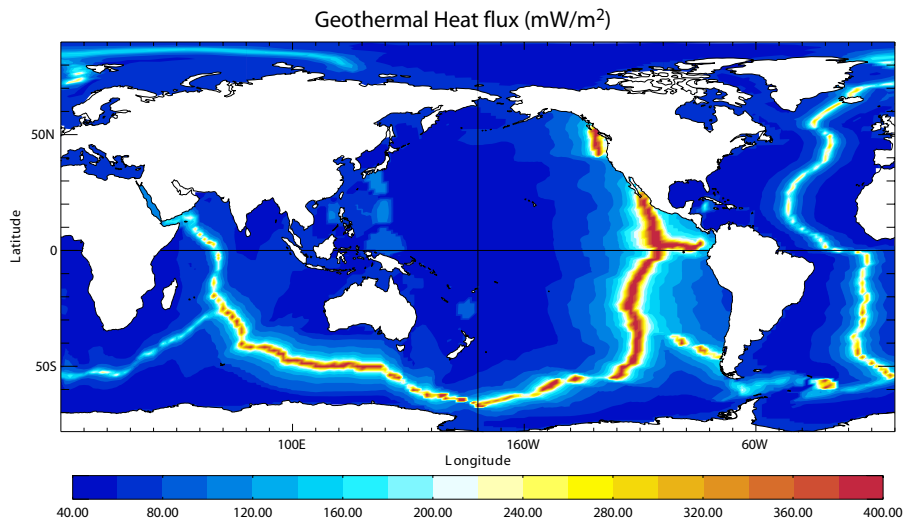 Geothermal Heat flux (mW/m²)
50N
0
50S
Latitude
100E 160W 60W
Longitude
40.00 80.00 120.00 160.00 200.00 240.00 280.00 320.00 360.00 400.00